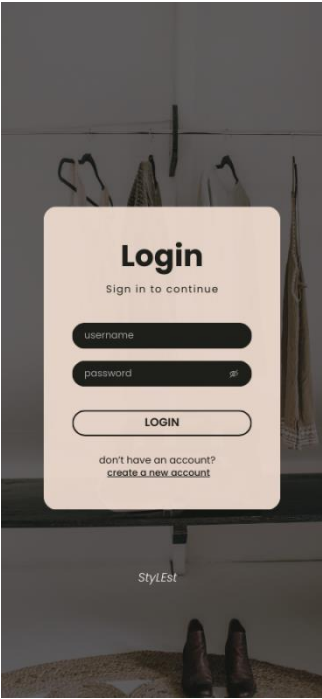 Login
Sign in to continue
username
password
LOGIN
don't have an account?
create a new account
StyLEst